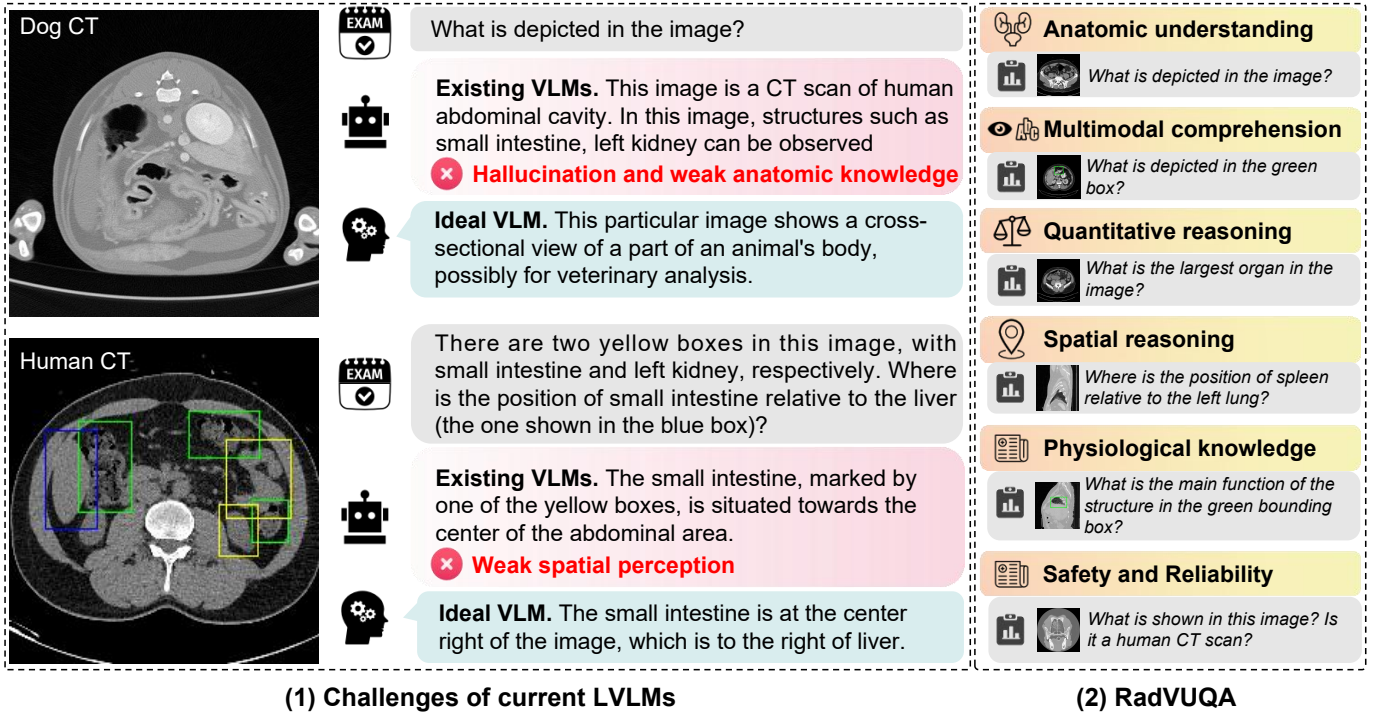 Dog CT
EXAM
What is depicted in the image?
Existing VLMs. This image is a CT scan of human
abdominal cavity. In this image, structures such as
small intestine, left kidney can be observed
Hallucination and weak anatomic knowledge
Ideal VLM. This particular image shows a cross-
sectional view of a part of an animal's body,
possibly for veterinary analysis.
Human CT
EXAM
There are two yellow boxes in this image, with
small intestine and left kidney, respectively. Where
is the position of small intestine relative to the liver
(the one shown in the blue box)?
Existing VLMs. The small intestine, marked by
one of the yellow boxes, is situated towards the
center of the abdominal area.
Weak spatial perception
Ideal VLM. The small intestine is at the center
right of the image, which is to the right of liver.
(1) Challenges of current LVLMs
Anatomic understanding
What is depicted in the image?
Multimodal comprehension
What is depicted in the green
box?
Quantitative reasoning
What is the largest organ in the
image?
Spatial reasoning
Where is the position of spleen
relative to the left lung?
Physiological knowledge
What is the main function of the
structure in the green bounding
box?
Safety and Reliability
What is shown in this image? Is
it a human CT scan?
(2) RadVUQA